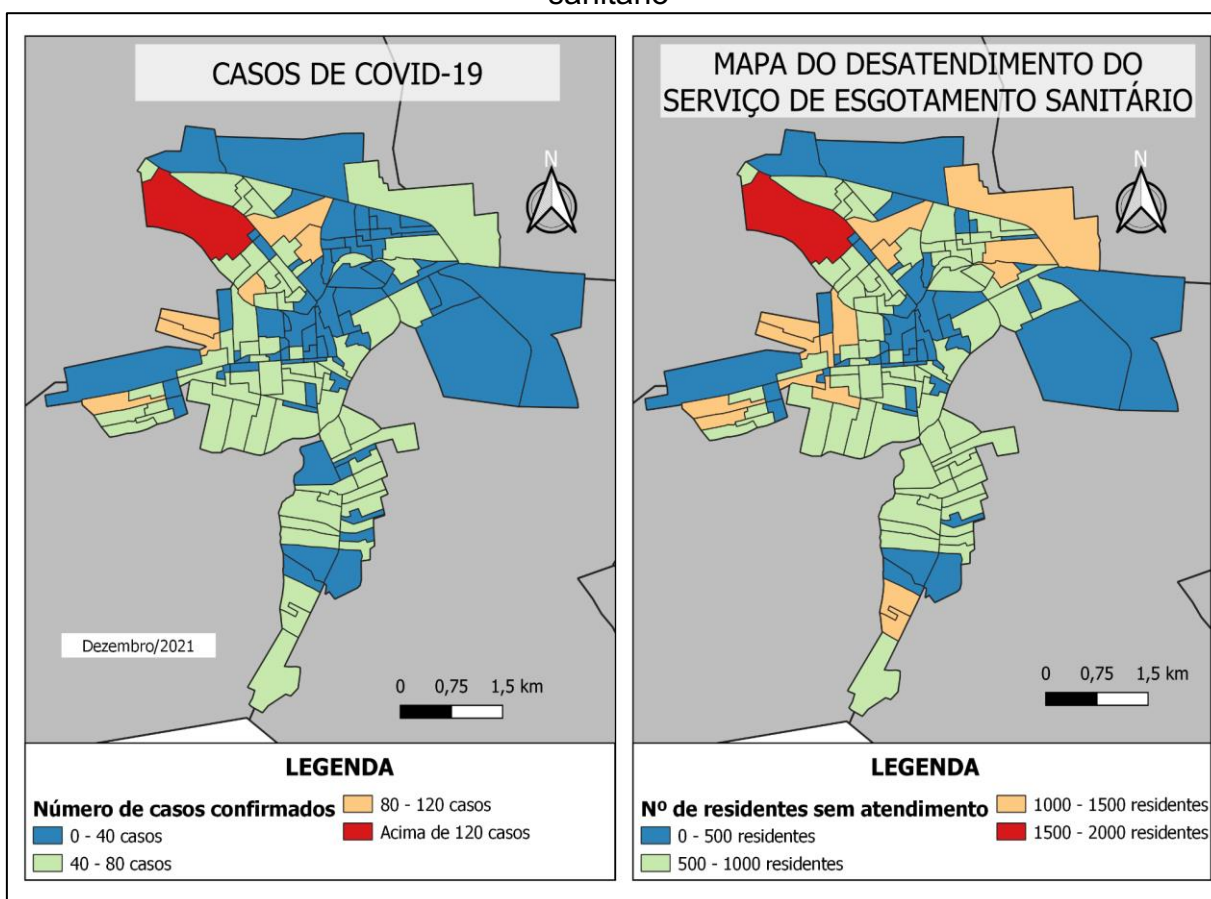 sanitário
CASOS DE COVID-19
N
Dezembro/2021
0 0,75 1,5 km
LEGENDA
Número de casos confirmados
0 - 40 casos
40 - 80 casos
80 - 120 casos
Acima de 120 casos
MAPA DO DESATENDIMENTO DO
SERVIÇO DE ESGOTAMENTO SANITÁRIO
N
0 0,75 1,5 km
LEGENDA
Nº de residentes sem atendimento
0 - 500 residentes
500 - 1000 residentes
1000 - 1500 residentes
1500 - 2000 residentes